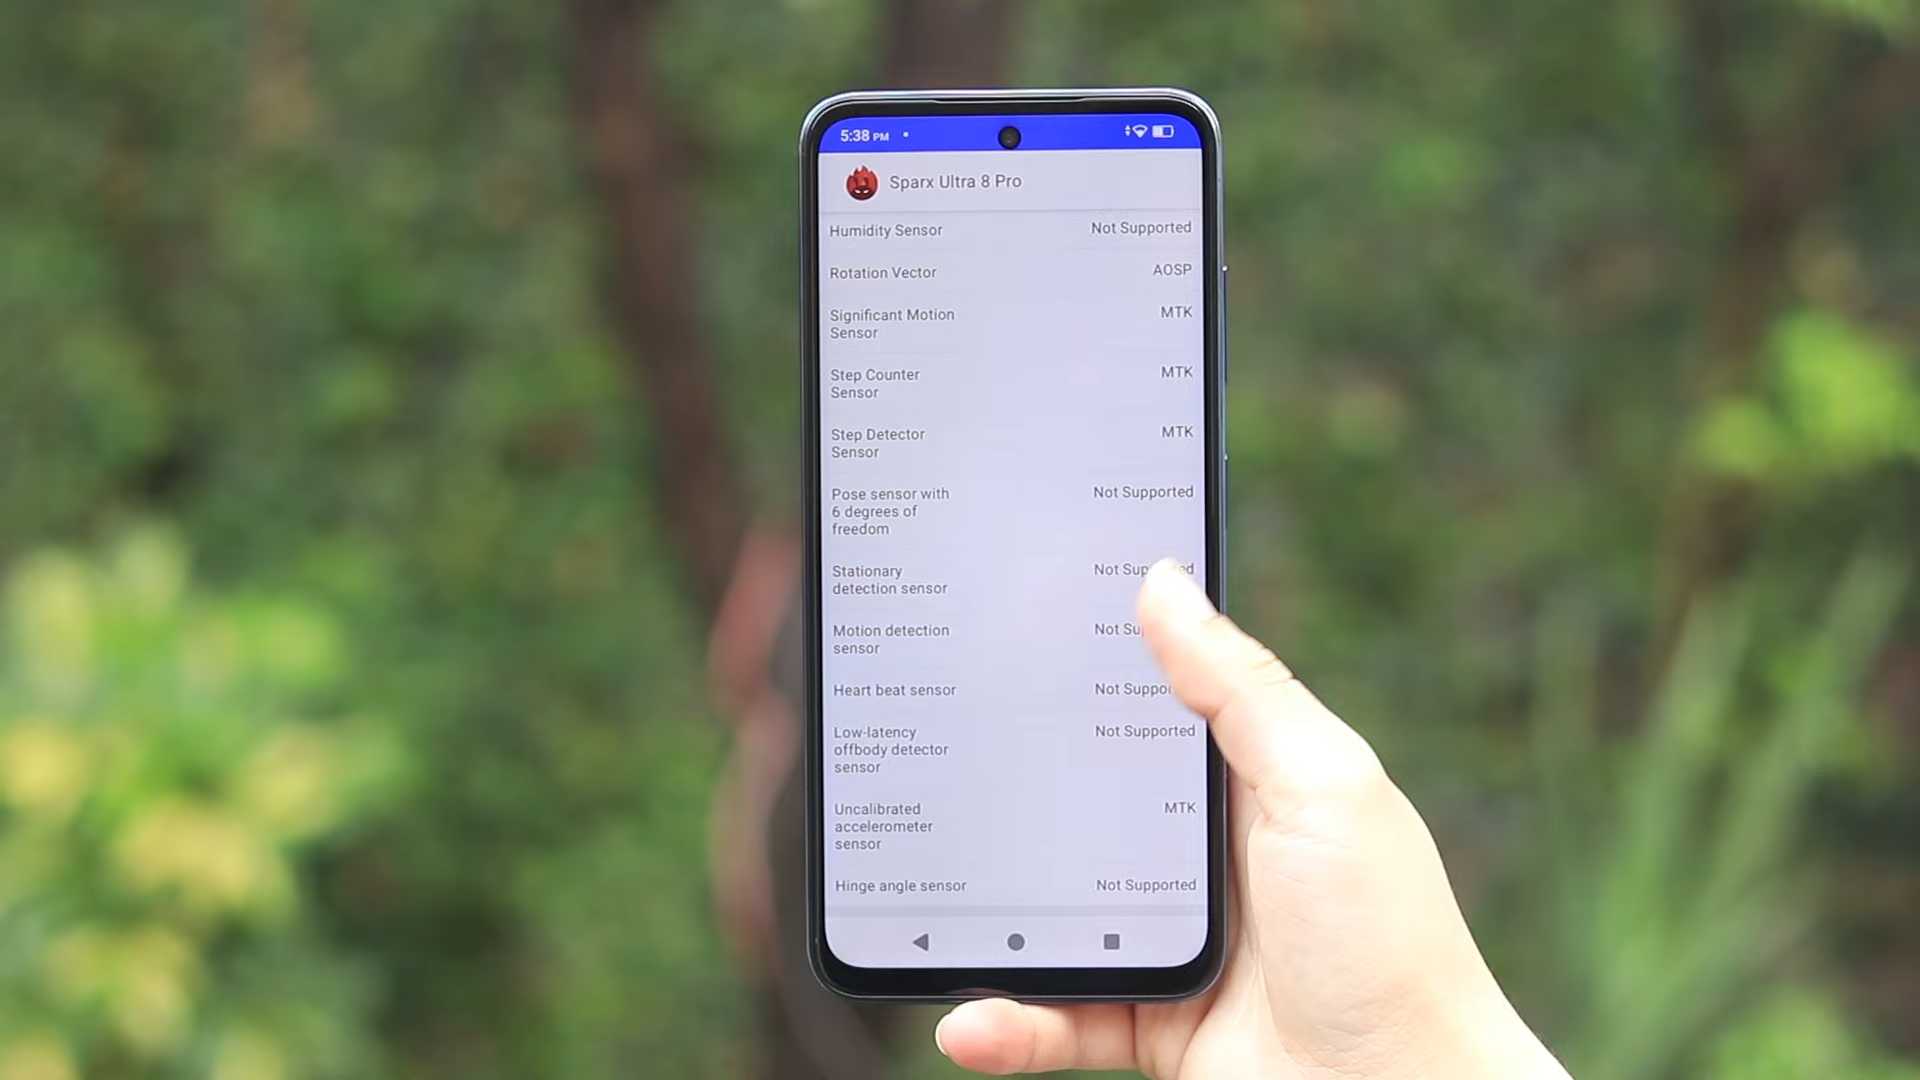 5:38 PM
Sparx Ultra 8 Pro
Humidity Sensor Not Supported
Rotation Vector AOSP
Significant Motion MTK
Sensor
Step Counter MTK
Sensor
Step Detector MTK
Sensor
Pose sensor with Not Supported
6 degrees of
freedom
Stationary Not
detection sensor
Motion detection Not
sensor
Heart beat sensor Not
Low-latency Not Supported
offbody detector
sensor
Uncalibrated MTK
accelerometer
sensor
Hinge angle sensor Not Supported